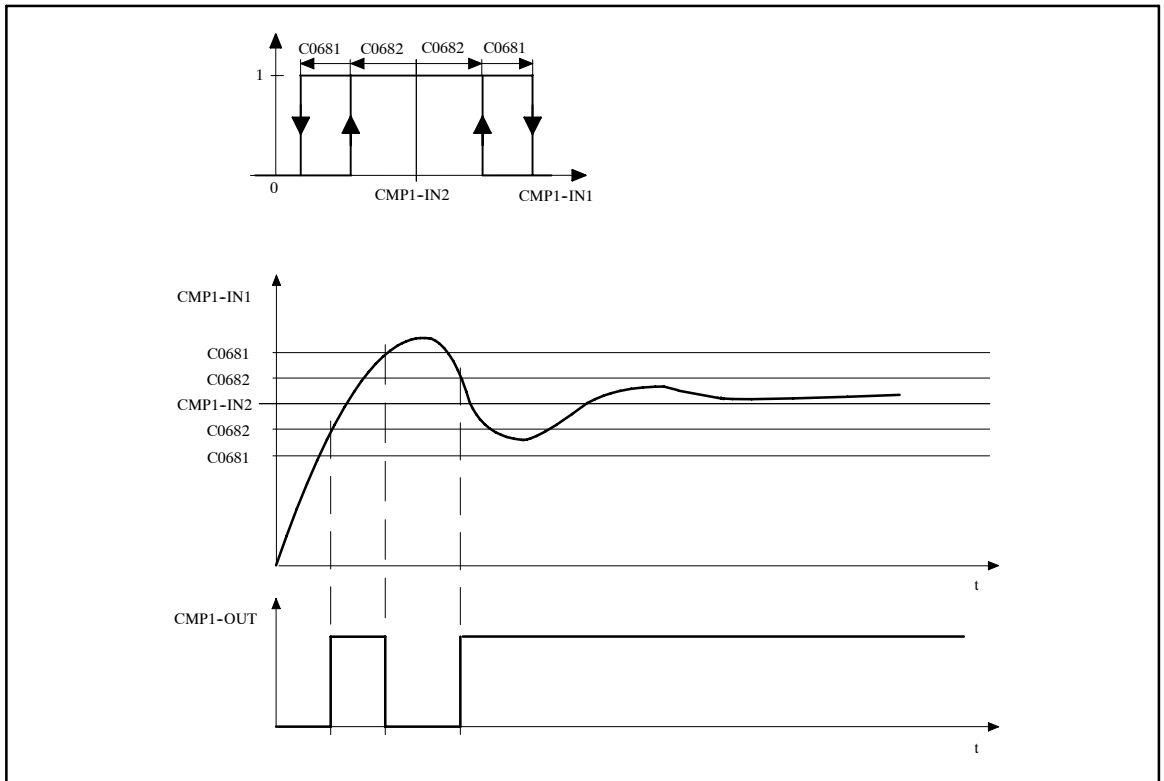 C0681 C0682 C0682 C0681
1
0
CMP1-IN2 CMP1-IN1
CMP1-IN1
C0681
C0682
CMP1-IN2
C0682
C0681
t
CMP1-OUT
t